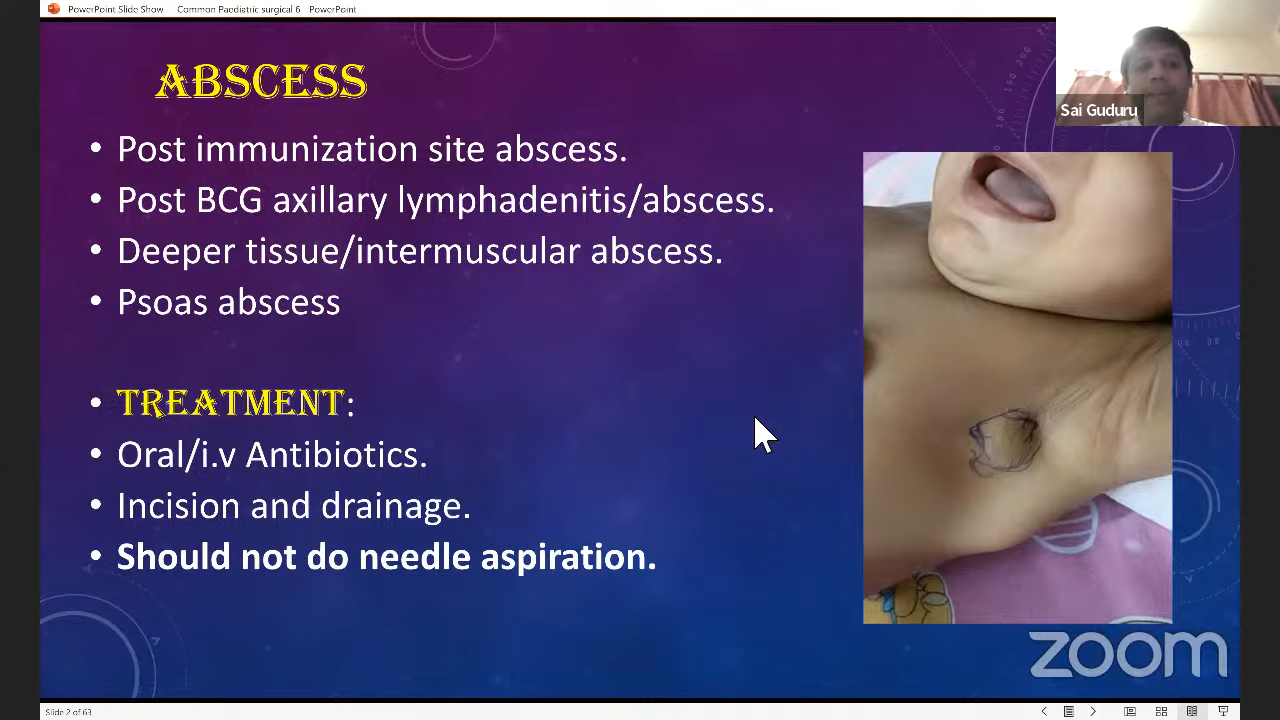 PowerPoint Slide Show Common Paediatric surgical 6 PowerPoint
Sai Guduru
ABSCESS
• Post immunization site abscess.
• Post BCG axillary lymphadenitis/abscess.
• Deeper tissue/intermuscular abscess.
• Psoas abscess
• TREATMENT:
• Oral/i.v Antibiotics.
• Incision and drainage.
• Should not do needle aspiration.
zoom
Slide 2 of 63